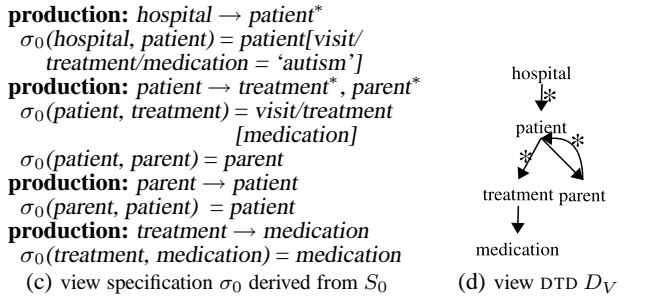 production: hospital → patient*
σ0(hospital, patient) = patient[visit/
treatment/medication = ‘autism’]
production: patient → treatment*, parent*
σ0(patient, treatment) = visit/treatment
[medication]
σ0(patient, parent) = parent
production: parent → patient
σ0(parent, patient) = patient
production: treatment → medication
σ0(treatment, medication) = medication
(c) view specification σ0 derived from S0
hospital
*
patient
* *
treatment parent
medication
(d) view DTD DV